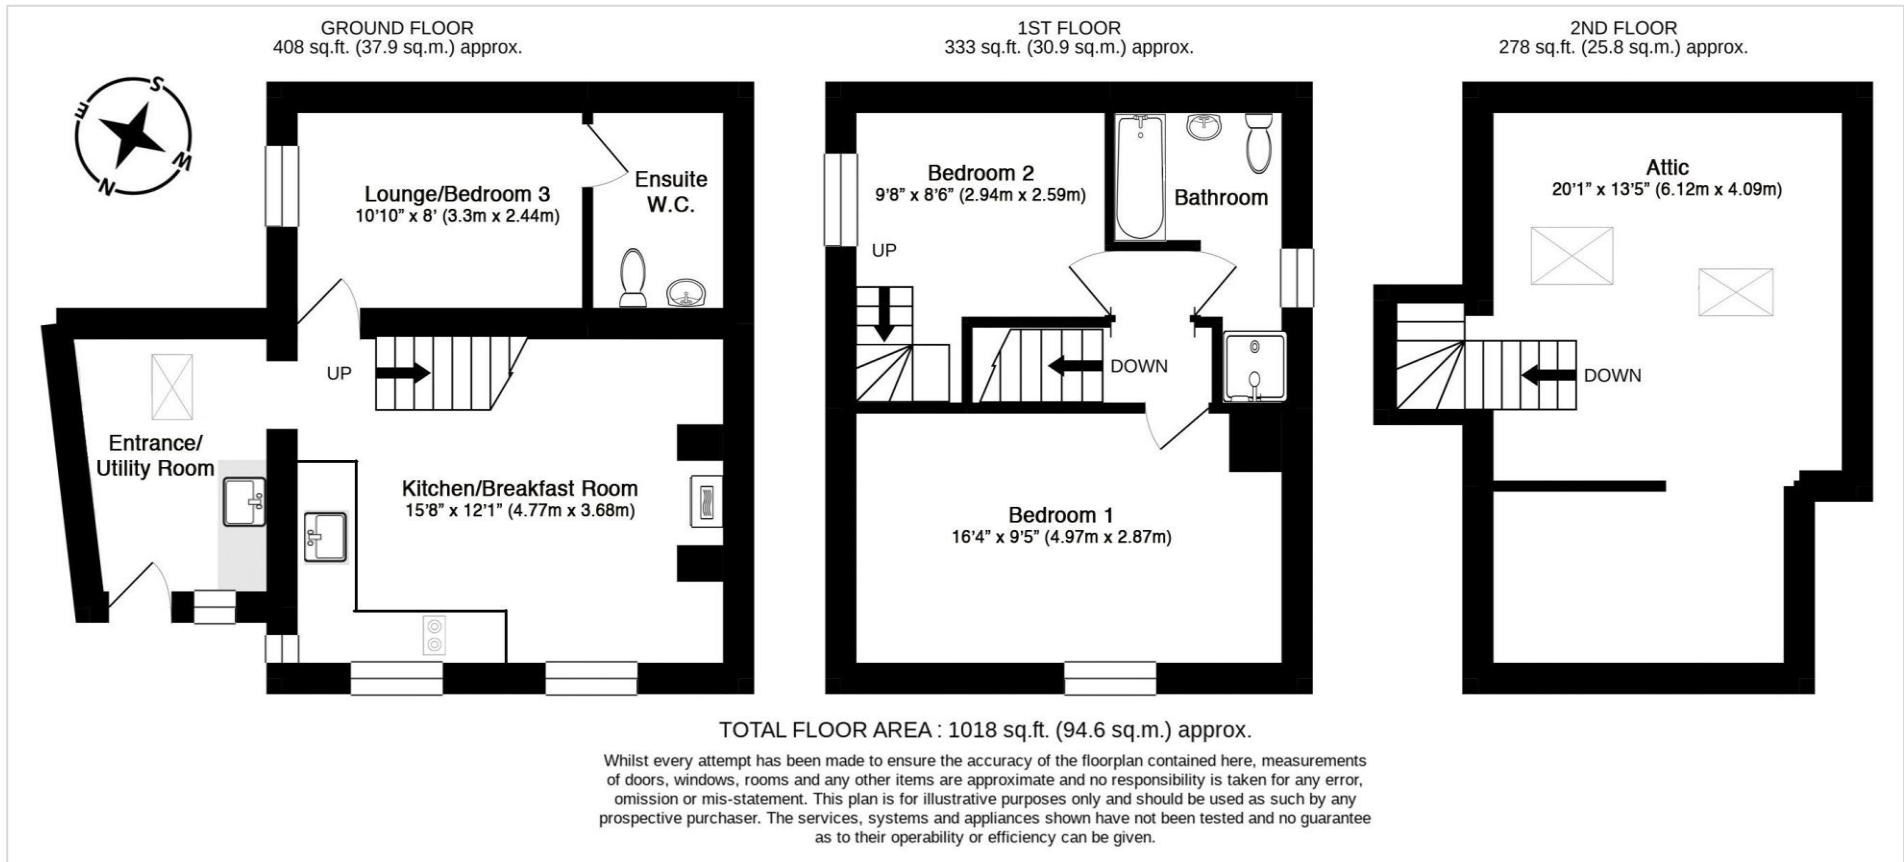 GROUND FLOOR
408 sq.ft. (37.9 sq.m.) approx.
1ST FLOOR
333 sq.ft. (30.9 sq.m.) approx.
2ND FLOOR
278 sq.ft. (25.8 sq.m.) approx.
S
E
W
N
Lounge/Bedroom 3
10'10" x 8' (3.3m x 2.44m)
Ensuite
W.C.
UP
Entrance/
Utility Room
Kitchen/Breakfast Room
15'8" x 12'1" (4.77m x 3.68m)
Bedroom 2
9'8" x 8'6" (2.94m x 2.59m)
Bathroom
UP
DOWN
Bedroom 1
16'4" x 9'5" (4.97m x 2.87m)
Attic
20'1" x 13'5" (6.12m x 4.09m)
DOWN
TOTAL FLOOR AREA : 1018 sq.ft. (94.6 sq.m.) approx.
Whilst every attempt has been made to ensure the accuracy of the floorplan contained here, measurements
of doors, windows, rooms and any other items are approximate and no responsibility is taken for any error,
omission or mis-statement. This plan is for illustrative purposes only and should be used as such by any
prospective purchaser. The services, systems and appliances shown have not been tested and no guarantee
as to their operability or efficiency can be given.